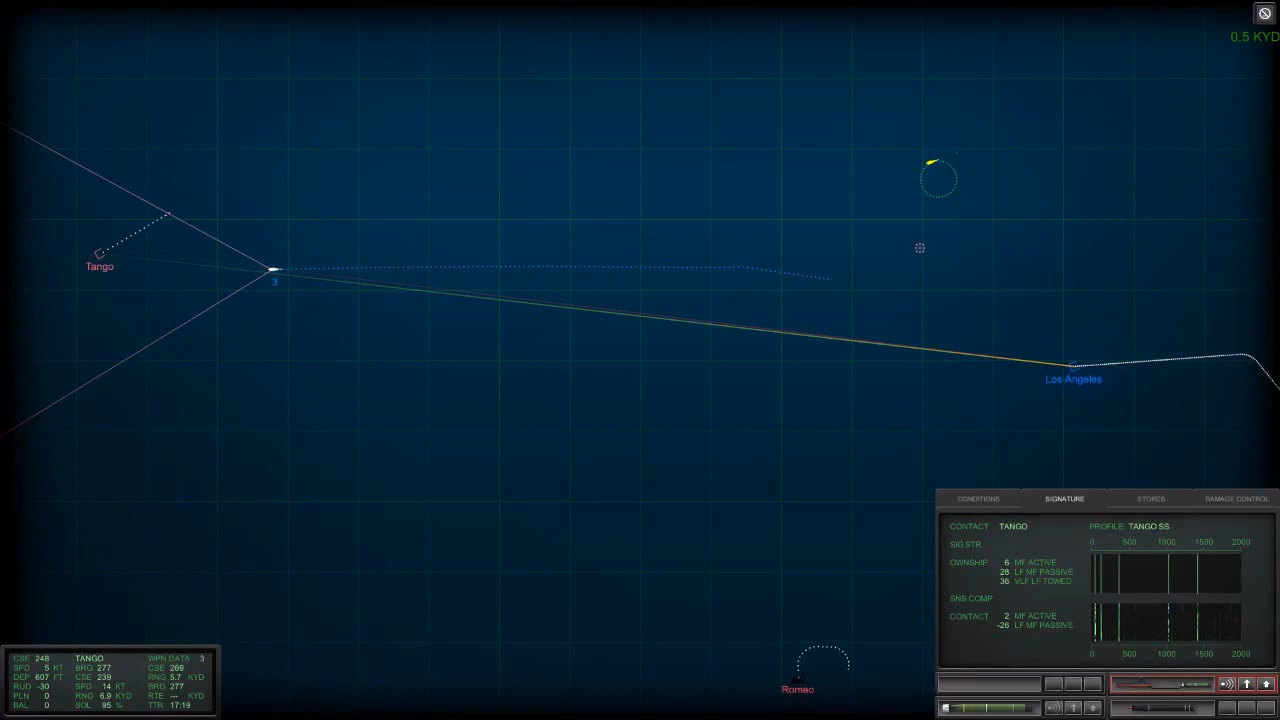 0.5 KYD
Tango
3
Los Angeles
Romeo
CONDITIONS SIGNATURE STORES DAMAGE CONTROL
CONTACT TANGO PROFILE: TANGO SS
SIG STR 0 500 1000 1500 2000
OWNSHIP 6 MF ACTIVE
28 LF MF PASSIVE
36 VLF LF TOWED
SNS COMP
CONTACT 2 MF ACTIVE
-26 LF MF PASSIVE
0 500 1000 1500 2000
CSE 248 TANGO WPN DATA 3
SPD 5 KT BRG 277 CSE 269
DEP 607 FT CSE 239 RNG 5.7 KYD
RUD -30 SPD 14 KT BRG 277
PLN 0 RNG 6.9 KYD RTE --- KYD
BAL 0 SOL 95 % TTR 17:19